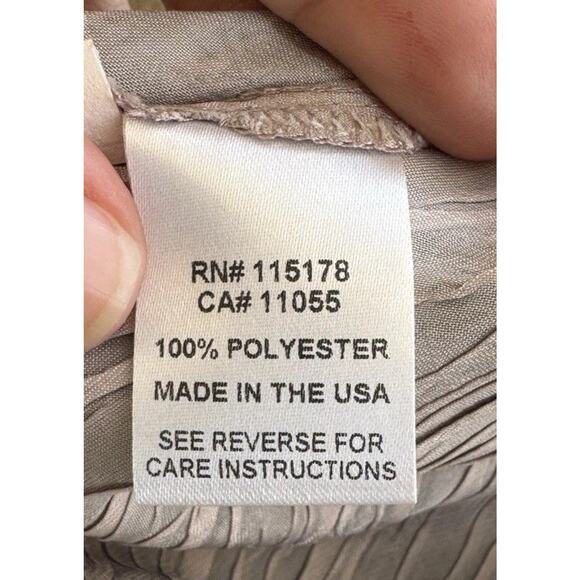 RN# 115178
CA# 11055
100% POLYESTER
MADE IN THE USA
SEE REVERSE FOR
CARE INSTRUCTIONS